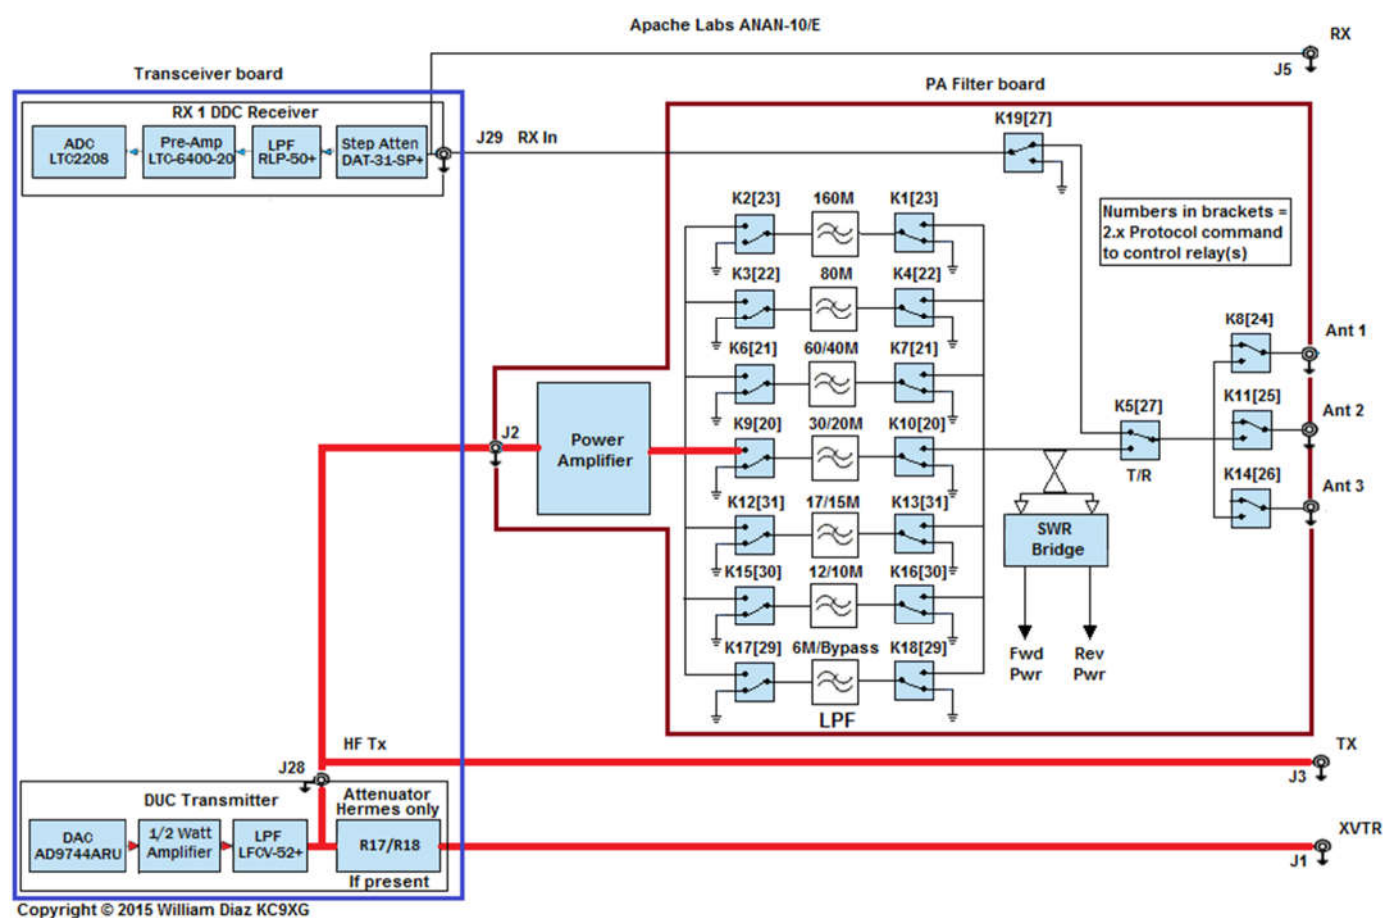 Apache Labs ANAN-10/E
RX
J5
Transceiver board
PA Filter board
RX 1 DDC Receiver
ADC
LTC2208
Pre-Amp
LTC-6400-20
LPF
RLP-50+
Step Atten
DAT-31-SP+
J29 RX In
K19[27]
Numbers in brackets =
2.x Protocol command
to control relay(s)
K2[23] 160M K1[23]
K3[22] 80M K4[22]
K6[21] 60/40M K7[21]
K9[20] 30/20M K10[20]
K12[31] 17/15M K13[31]
K15[30] 12/10M K16[30]
K17[29] 6M/Bypass K18[29]
LPF
J2
Power
Amplifier
K5[27]
T/R
K8[24]
Ant 1
K11[25]
Ant 2
K14[26]
Ant 3
SWR
Bridge
Fwd
Pwr
Rev
Pwr
HF Tx
TX
J3
J28
DUC Transmitter
Attenuator
Hermes only
DAC
AD9744ARU
1/2 Watt
Amplifier
LPF
LFCV-52+
R17/R18
If present
XVTR
J1
Copyright © 2015 William Diaz KC9XG